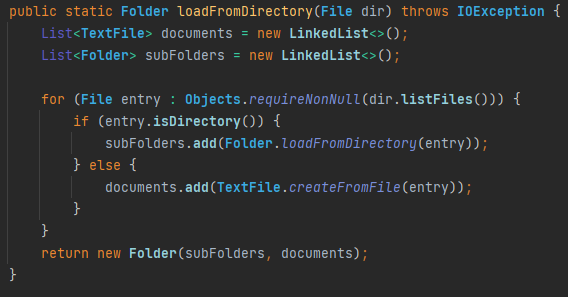 public static Folder loadFromDirectory(File dir) throws IOException {
    List<TextFile> documents = new LinkedList<>();
    List<Folder> subFolders = new LinkedList<>();

    for (File entry : Objects.requireNonNull(dir.listFiles())) {
        if (entry.isDirectory()) {
            subFolders.add(Folder.loadFromDirectory(entry));
        } else {
            documents.add(TextFile.createFromFile(entry));
        }
    }
    return new Folder(subFolders, documents);
}